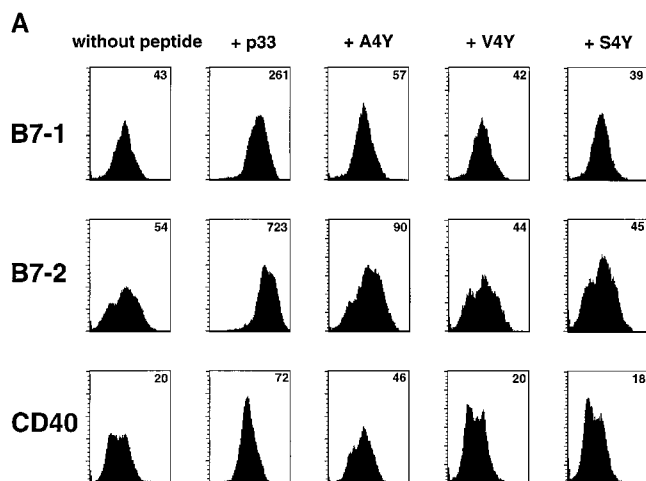 A
without peptide + p33 + A4Y + V4Y + S4Y
B7-1 43 261 57 42 39
B7-2 54 723 90 44 45
CD40 20 72 46 20 18